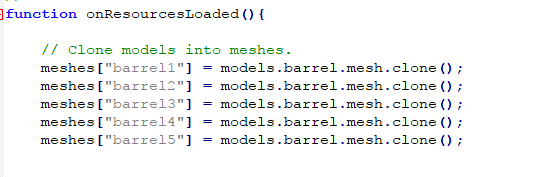 function onResourcesLoaded(){
// Clone models into meshes.
meshes["barrel1"] = models.barrel.mesh.clone();
meshes["barrel2"] = models.barrel.mesh.clone();
meshes["barrel3"] = models.barrel.mesh.clone();
meshes["barrel4"] = models.barrel.mesh.clone();
meshes["barrel5"] = models.barrel.mesh.clone();